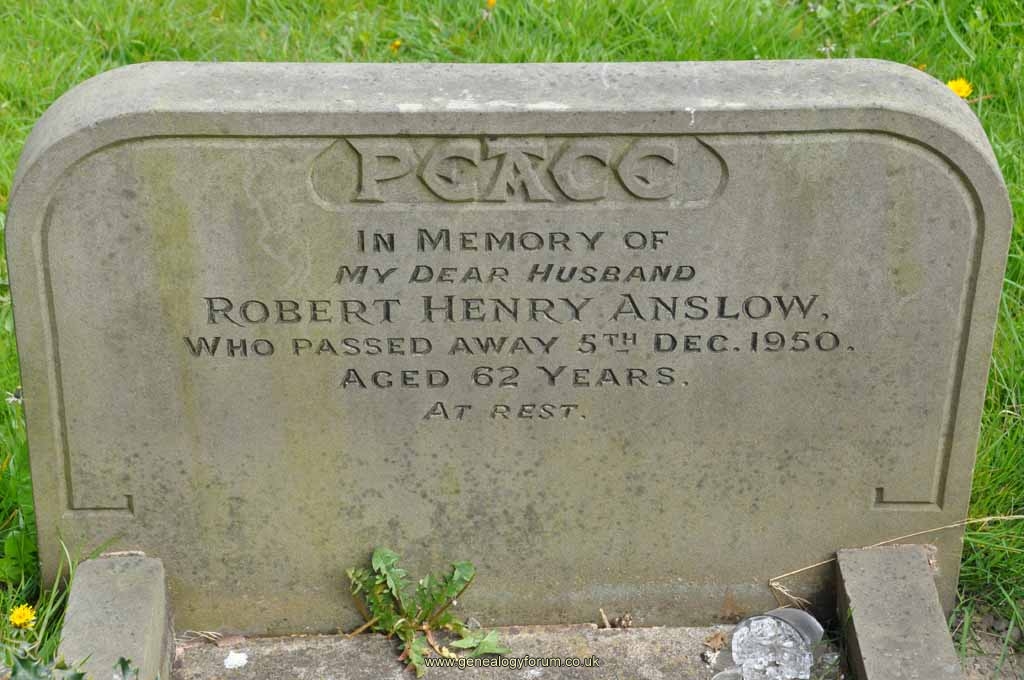 PEACE
IN MEMORY OF
MY DEAR HUSBAND
ROBERT HENRY ANSLOW,
WHO PASSED AWAY 5TH DEC. 1950.
AGED 62 YEARS.
AT REST.
www.genealogyforum.co.uk